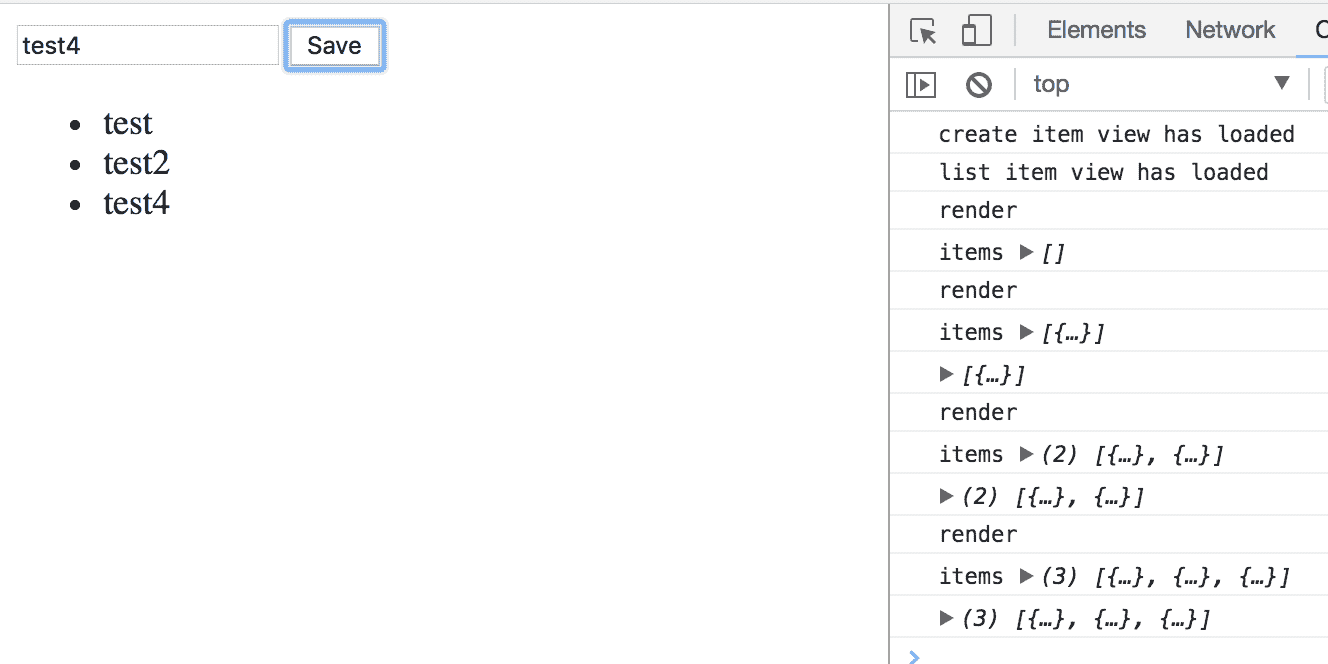 test4 Save
test
test2
test4
Elements Network
top
create item view has loaded
list item view has loaded
render
items ▶ []
render
items ▶ [{…}]
▶ [{…}]
render
items ▶ (2) [{…}, {…}]
▶ (2) [{…}, {…}]
render
items ▶ (3) [{…}, {…}, {…}]
▶ (3) [{…}, {…}, {…}]